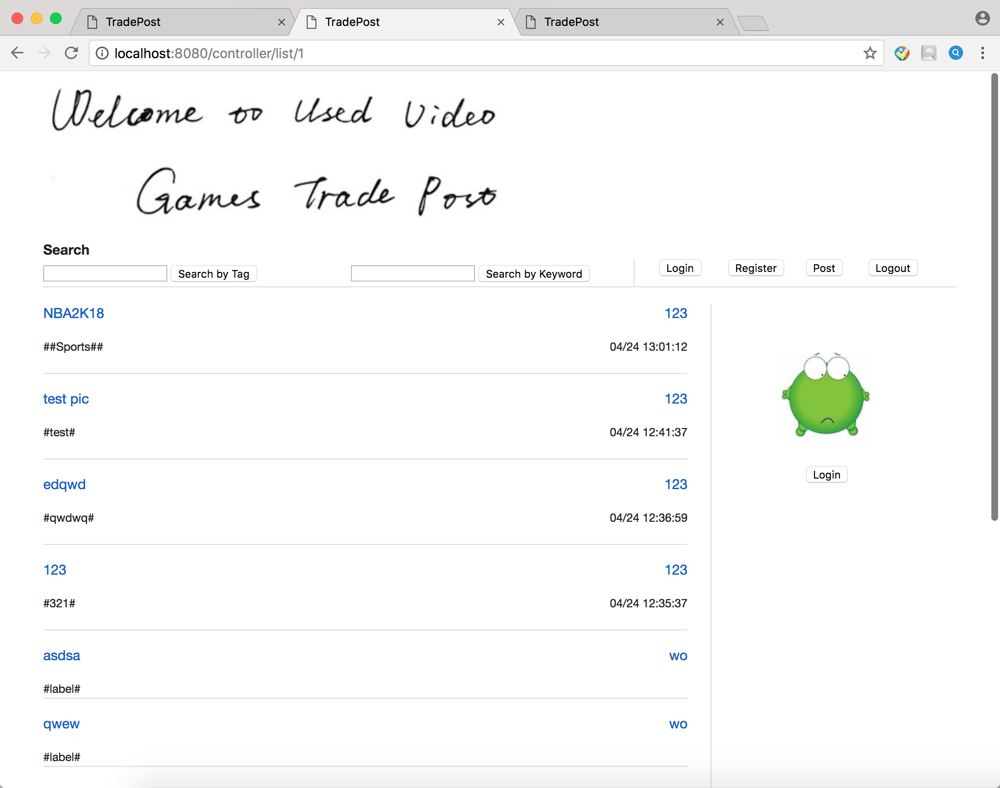 TradePost TradePost TradePost
localhost:8080/controller/list/1
Welcome to Used Video
Games Trade Post
Search
Search by Tag Search by Keyword Login Register Post Logout
NBA2K18 123
##Sports## 04/24 13:01:12
test pic 123
#test# 04/24 12:41:37
Login
edqwd 123
#qwdwq# 04/24 12:36:59
123 123
#321# 04/24 12:35:37
asdsa wo
#label#
qwew wo
#label#